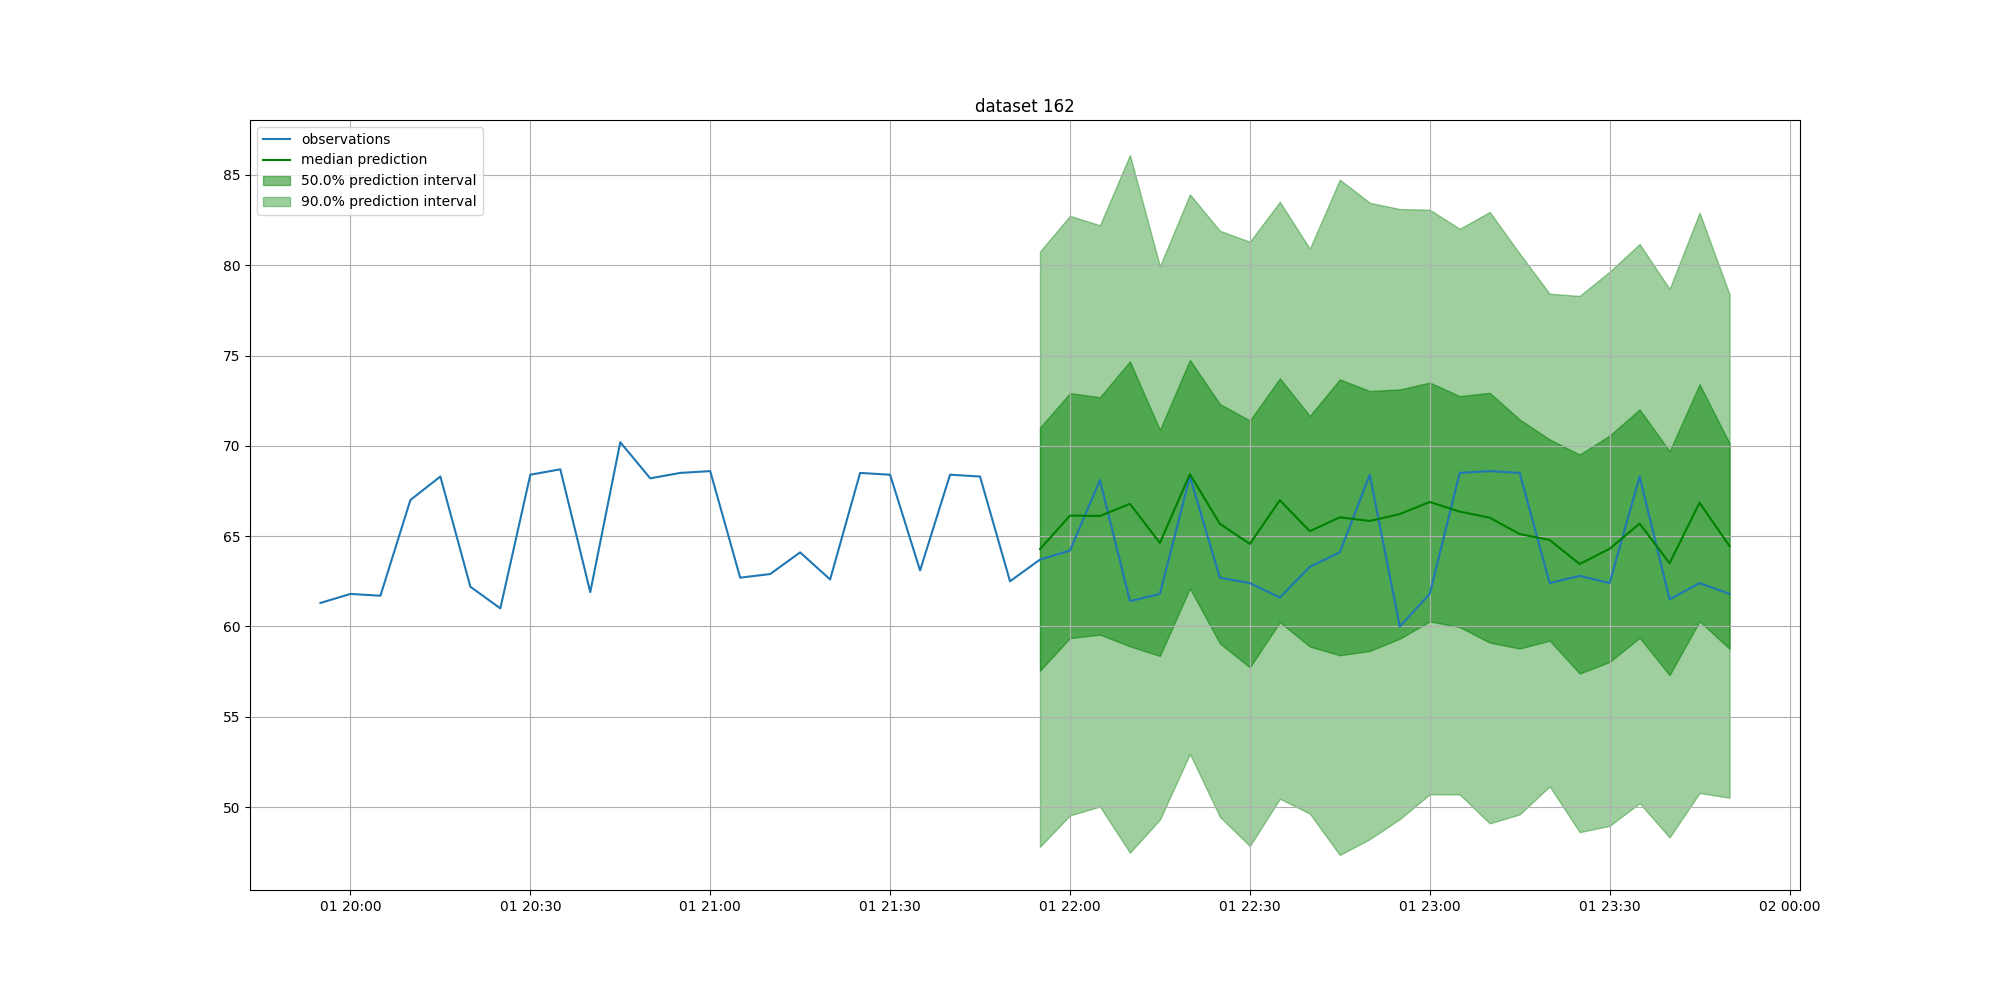 dataset 162
observations
median prediction
50.0% prediction interval
90.0% prediction interval
85
80
75
70
65
60
55
50
01 20:00 01 20:30 01 21:00 01 21:30 01 22:00 01 22:30 01 23:00 01 23:30 02 00:00